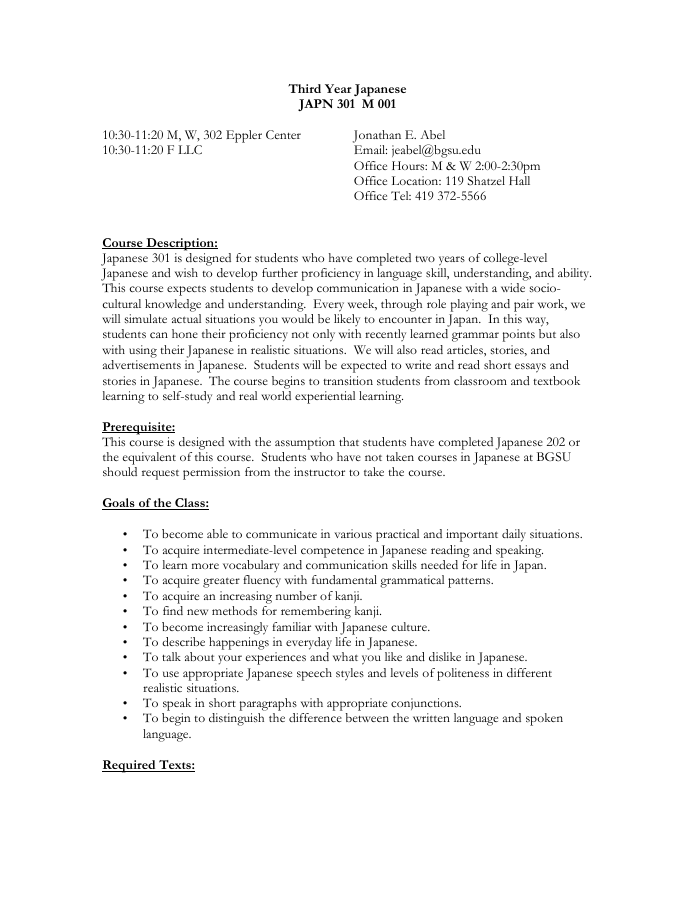 Third Year Japanese
JAPN 301  M 001
10:30-11:20 M, W, 302 Eppler Center
10:30-11:20 F LLC
Jonathan E. Abel
Email: jeabel@bgsu.edu
Office Hours: M & W 2:00-2:30pm
Office Location: 119 Shatzel Hall
Office Tel: 419 372-5566
Course Description:
Japanese 301 is designed for students who have completed two years of college-level
Japanese and wish to develop further proficiency in language skill, understanding, and ability.
This course expects students to develop communication in Japanese with a wide socio-
cultural knowledge and understanding.  Every week, through role playing and pair work, we
will simulate actual situations you would be likely to encounter in Japan.  In this way,
students can hone their proficiency not only with recently learned grammar points but also
with using their Japanese in realistic situations.  We will also read articles, stories, and
advertisements in Japanese.  Students will be expected to write and read short essays and
stories in Japanese.  The course begins to transition students from classroom and textbook
learning to self-study and real world experiential learning.
Prerequisite:
This course is designed with the assumption that students have completed Japanese 202 or
the equivalent of this course.  Students who have not taken courses in Japanese at BGSU
should request permission from the instructor to take the course.
Goals of the Class:
• To become able to communicate in various practical and important daily situations.
• To acquire intermediate-level competence in Japanese reading and speaking.
• To learn more vocabulary and communication skills needed for life in Japan.
• To acquire greater fluency with fundamental grammatical patterns.
• To acquire an increasing number of kanji.
• To find new methods for remembering kanji.
• To become increasingly familiar with Japanese culture.
• To describe happenings in everyday life in Japanese.
• To talk about your experiences and what you like and dislike in Japanese.
• To use appropriate Japanese speech styles and levels of politeness in different
realistic situations.
• To speak in short paragraphs with appropriate conjunctions.
• To begin to distinguish the difference between the written language and spoken
language.
Required Texts: